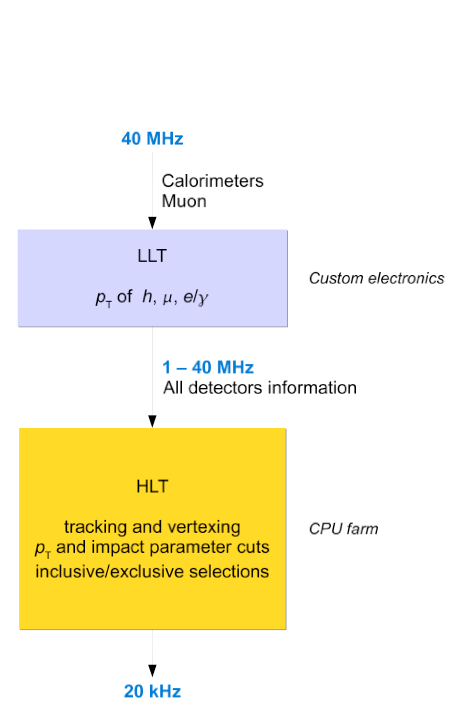 40 MHz
Calorimeters
Muon
LLT
pT of h, μ, e/γ
Custom electronics
1 – 40 MHz
All detectors information
HLT
tracking and vertexing
pT and impact parameter cuts
inclusive/exclusive selections
CPU farm
20 kHz